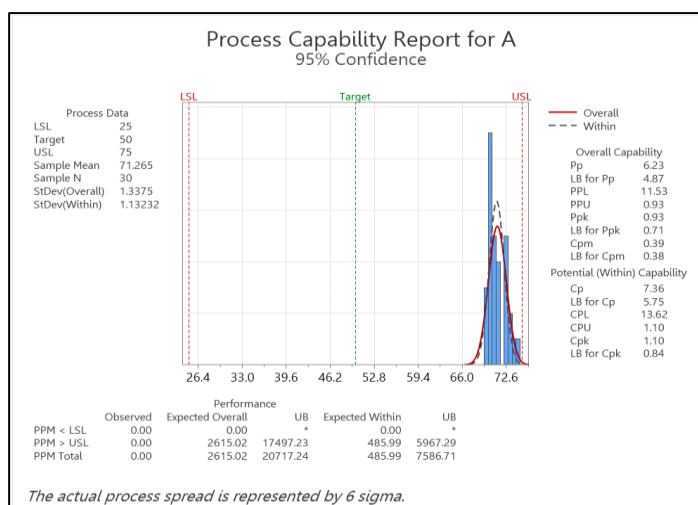 Process Capability Report for A
95% Confidence
LSL Target USL
Process Data
LSL 25
Target 50
USL 75
Sample Mean 71.265
Sample N 30
StDev(Overall) 1.3375
StDev(Within) 1.13232
Overall
Within
Overall Capability
Pp 6.23
LB for Pp 4.87
PPL 11.53
PPU 0.93
Ppk 0.93
LB for Ppk 0.71
Cpm 0.39
LB for Cpm 0.38
Potential (Within) Capability
Cp 7.36
LB for Cp 5.75
CPL 13.62
CPU 1.10
Cpk 1.10
LB for Cpk 0.84
26.4 33.0 39.6 46.2 52.8 59.4 66.0 72.6
Performance
Observed Expected Overall UB Expected Within UB
PPM < LSL 0.00 0.00 * 0.00 *
PPM > USL 0.00 2615.02 17497.23 485.99 5967.29
PPM Total 0.00 2615.02 20717.24 485.99 7586.71
The actual process spread is represented by 6 sigma.